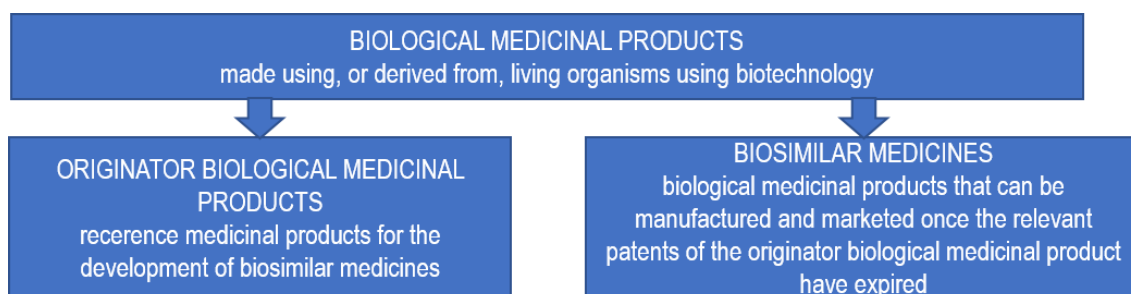 BIOLOGICAL MEDICINAL PRODUCTS
made using, or derived from, living organisms using biotechnology
ORIGINATOR BIOLOGICAL MEDICINAL
PRODUCTS
recerence medicinal products for the
development of biosimilar medicines
BIOSIMILAR MEDICINES
biological medicinal products that can be
manufactured and marketed once the relevant
patents of the originator biological medicinal product
have expired